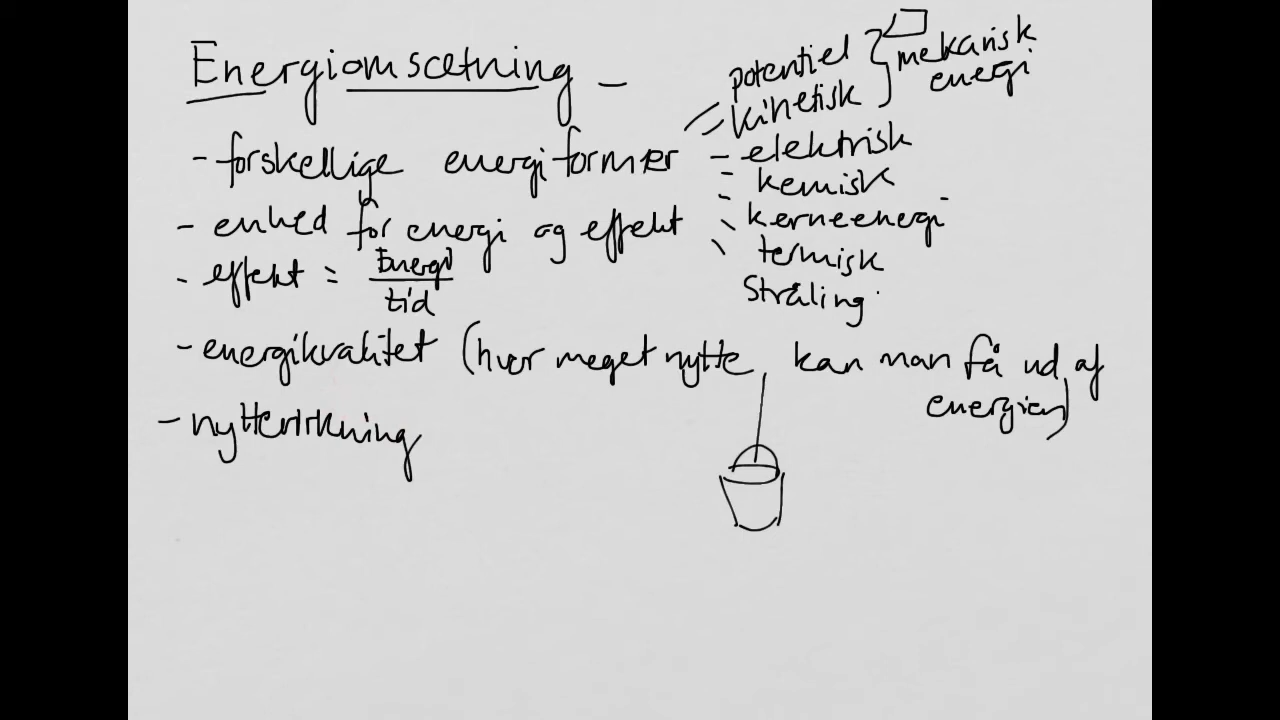 Energiomsætning -
- forskellige energiformer
potentiel
kinetisk
mekanisk
energi
- elektrisk
- kemisk
kerneenergi
termisk
Stråling
- enhed for energi og effekt
- effekt = Energi
tid
- energikvalitet (hvor meget nytte kan man få ud af
energien)
- nyttevirkning